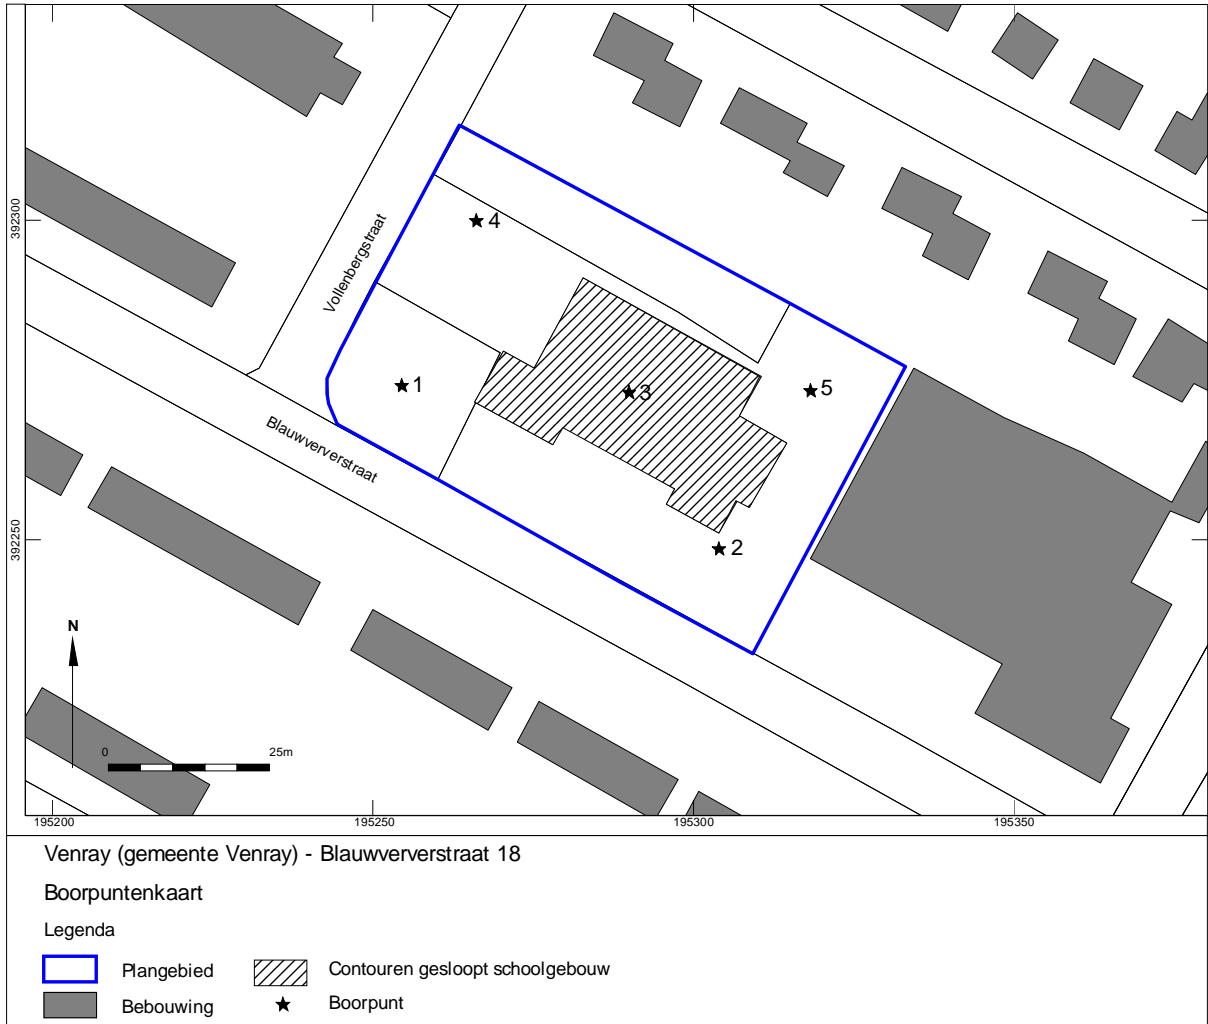 392300
392250
Vollenbergstraat
Blauwververstraat
4
1
3
5
2
N
0
25m
195200
195250
195300
195350
Venray (gemeente Venray) - Blauwververstraat 18
Boorpuntenkaart
Legenda
Plangebied
Contouren gesloopt schoolgebouw
Bebouwing
Boorpunt